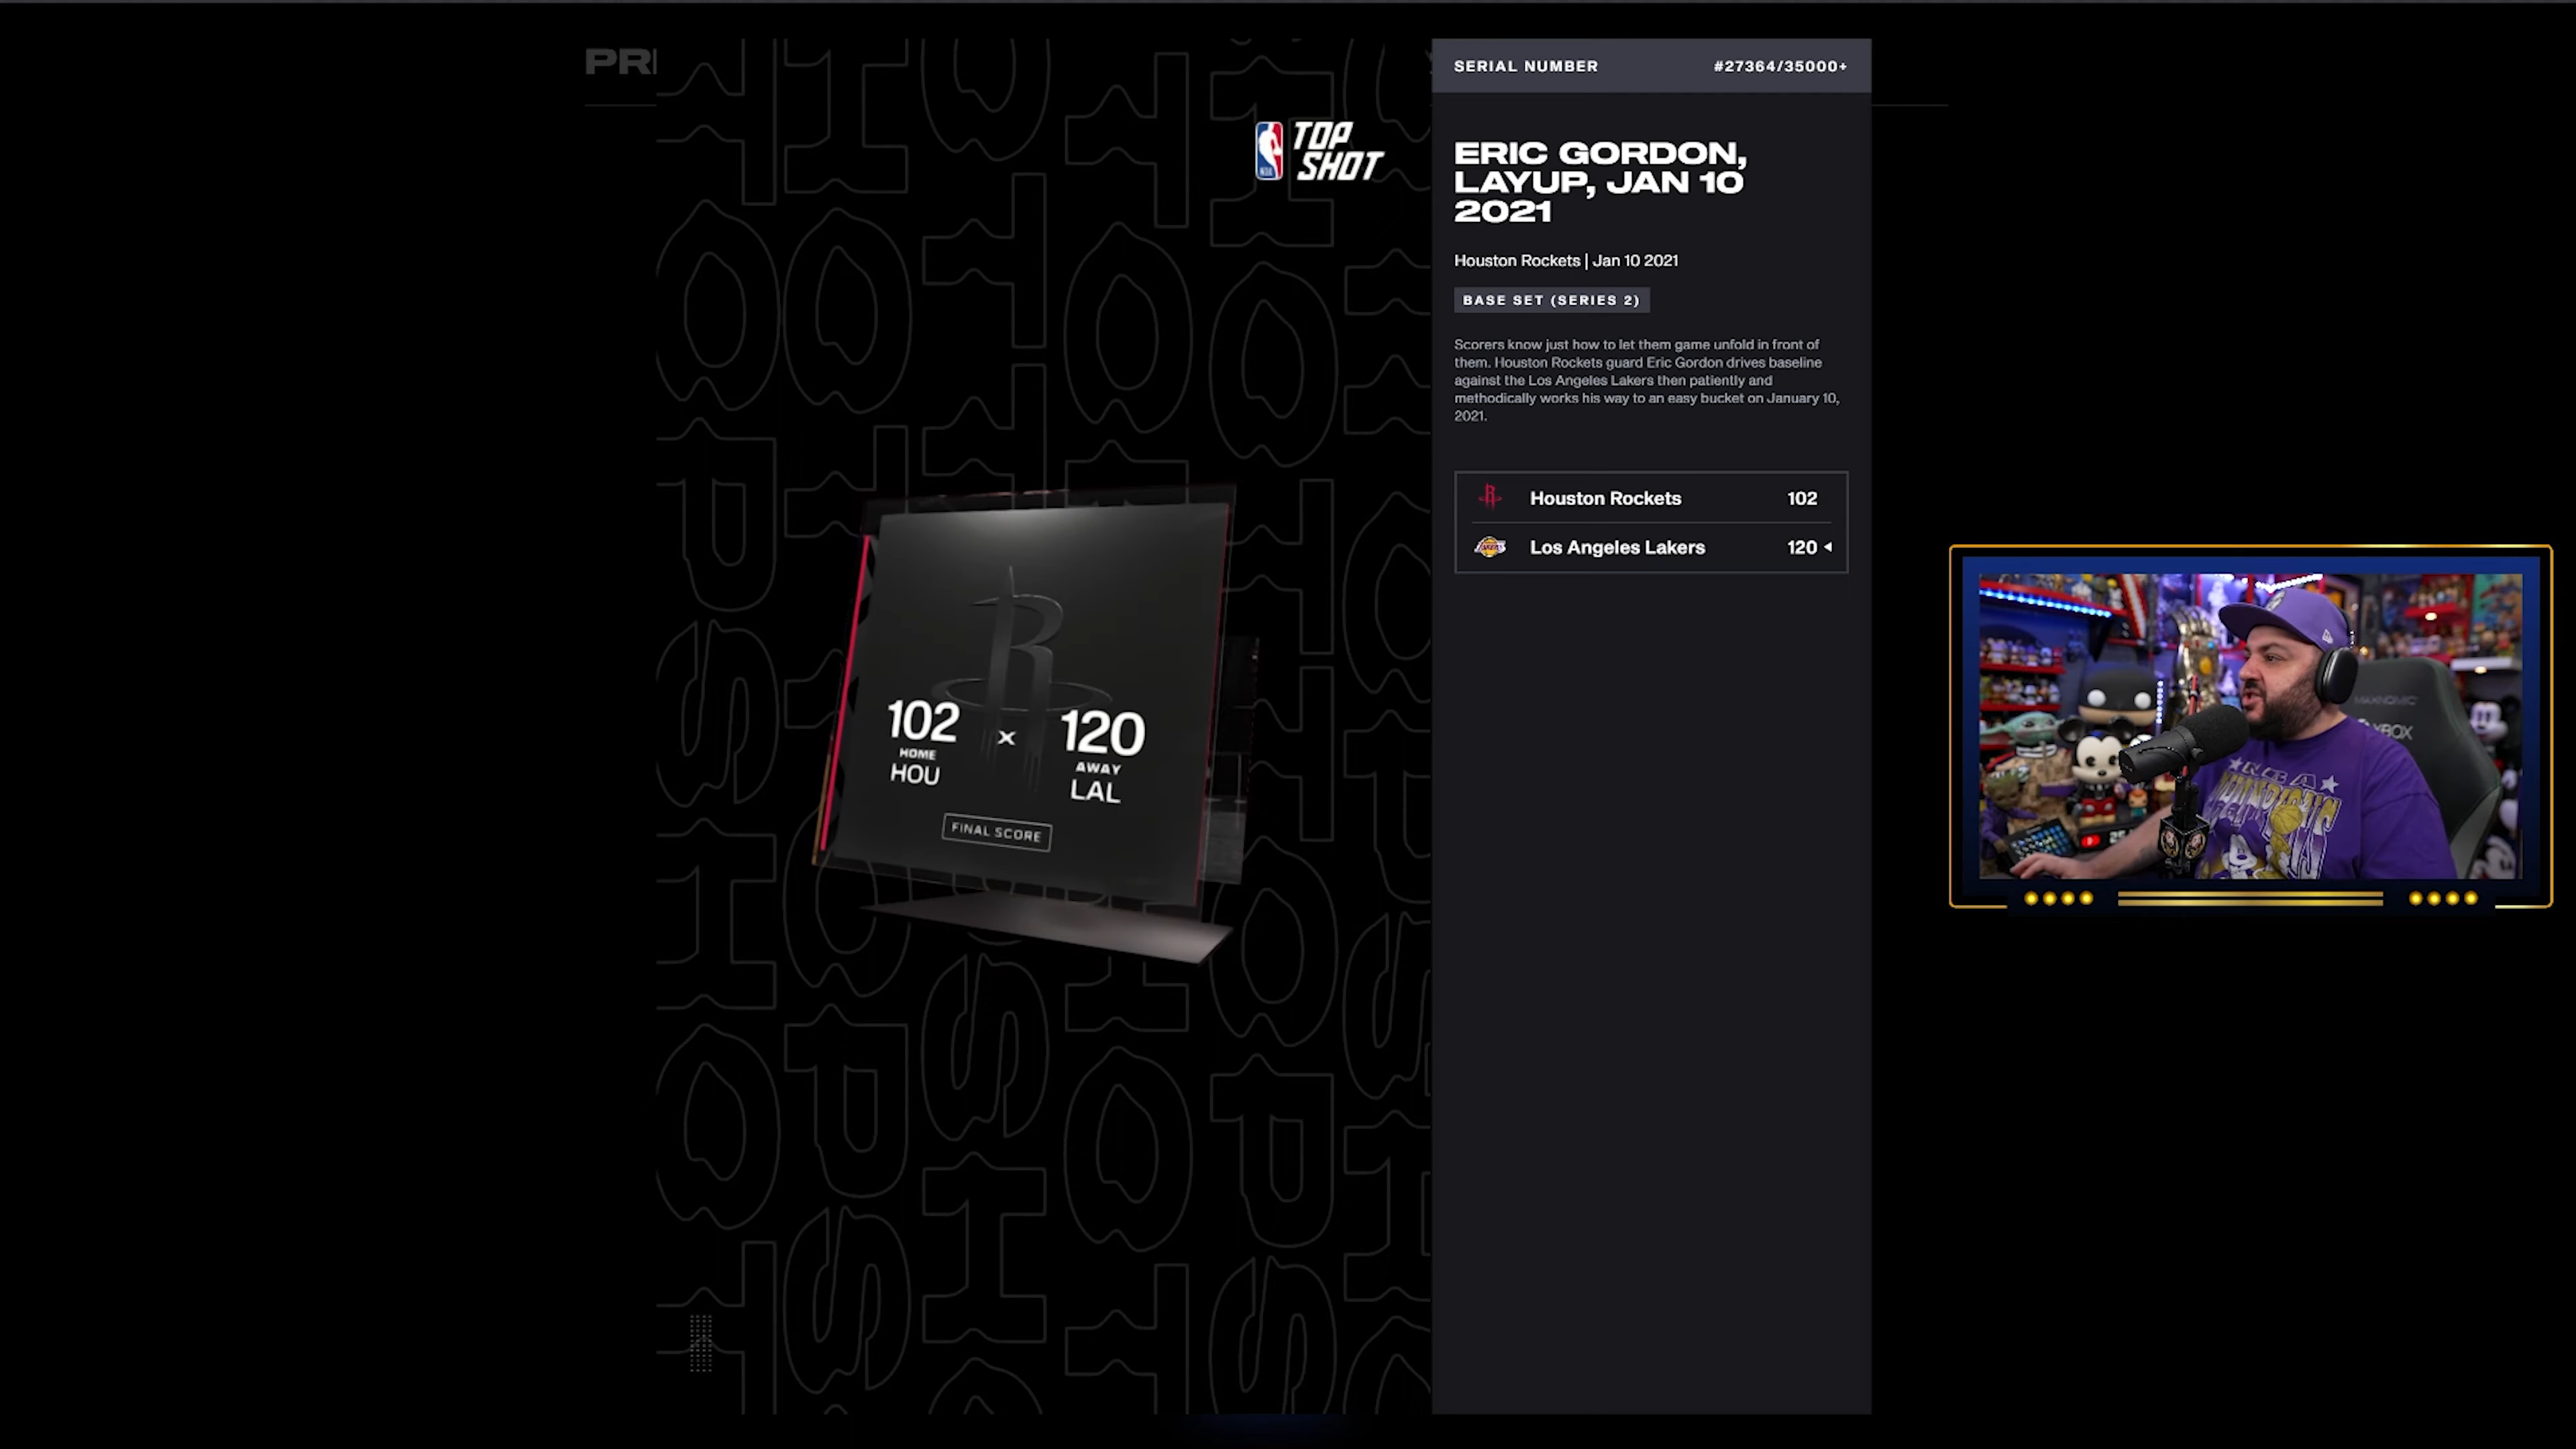 PRI
TOP
SHOT
SERIAL NUMBER #27364/35000+
ERIC GORDON,
LAYUP, JAN 10
2021
Houston Rockets | Jan 10 2021
BASE SET (SERIES 2)
Scorers know just how to let them game unfold in front of
them. Houston Rockets guard Eric Gordon drives baseline
against the Los Angeles Lakers then patiently and
methodically works his way to an easy bucket on January 10,
2021.
Houston Rockets 102
Los Angeles Lakers 120
102 x 120
HOME AWAY
HOU LAL
FINAL SCORE
MAXNOMIC
XBOX
NBA